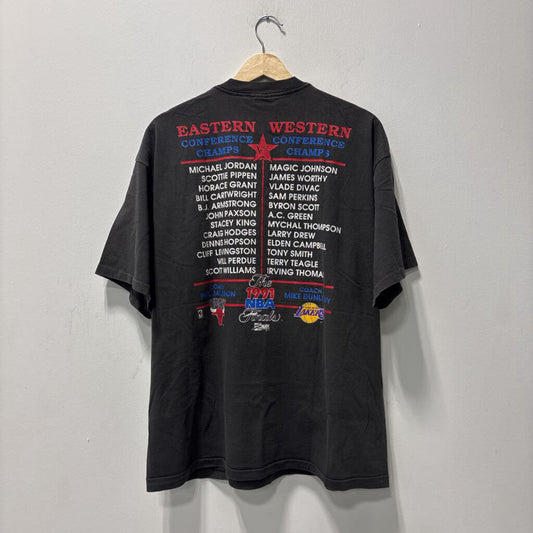 EASTERN WESTERN
CONFERENCE CONFERENCE
CHAMPS CHAMPS
MICHAEL JORDAN
SCOTTIE PIPPEN
HORACE GRANT
BILL CARTWRIGHT
B.J. ARMSTRONG
JOHN PAXSON
STACEY KING
CRAIG HODGES
DENNIS HOPSON
CLIFF LEVINGSTON
WILL PERDUE
SCOTT WILLIAMS
MAGIC JOHNSON
JAMES WORTHY
VLADE DIVAC
SAM PERKINS
BYRON SCOTT
A.C. GREEN
MYCHAL THOMPSON
LARRY DREW
ELDEN CAMPBELL
TONY SMITH
TERRY TEAGLE
IRVING THOMAS
COACH
MIKE DUNLEAVY
The
1991
NBA
Finals
LAKERS